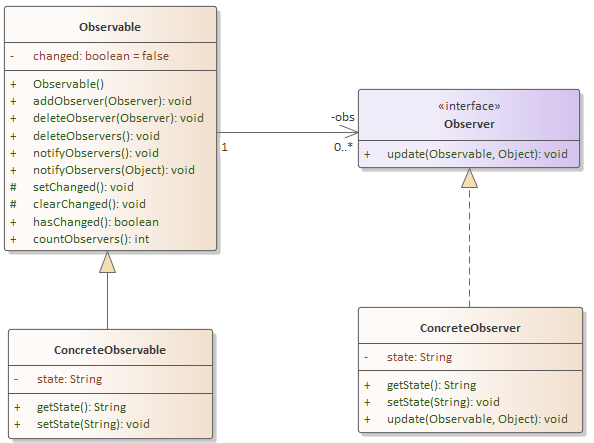 Observable
- changed: boolean = false
+ Observable()
+ addObserver(Observer): void
+ deleteObserver(Observer): void
+ deleteObservers(): void
+ notifyObservers(): void
+ notifyObservers(Object): void
# setChanged(): void
# clearChanged(): void
+ hasChanged(): boolean
+ countObservers(): int
1
-obs
0..*
«interface»
Observer
+ update(Observable, Object): void
ConcreteObservable
- state: String
+ getState(): String
+ setState(String): void
ConcreteObserver
- state: String
+ getState(): String
+ setState(String): void
+ update(Observable, Object): void